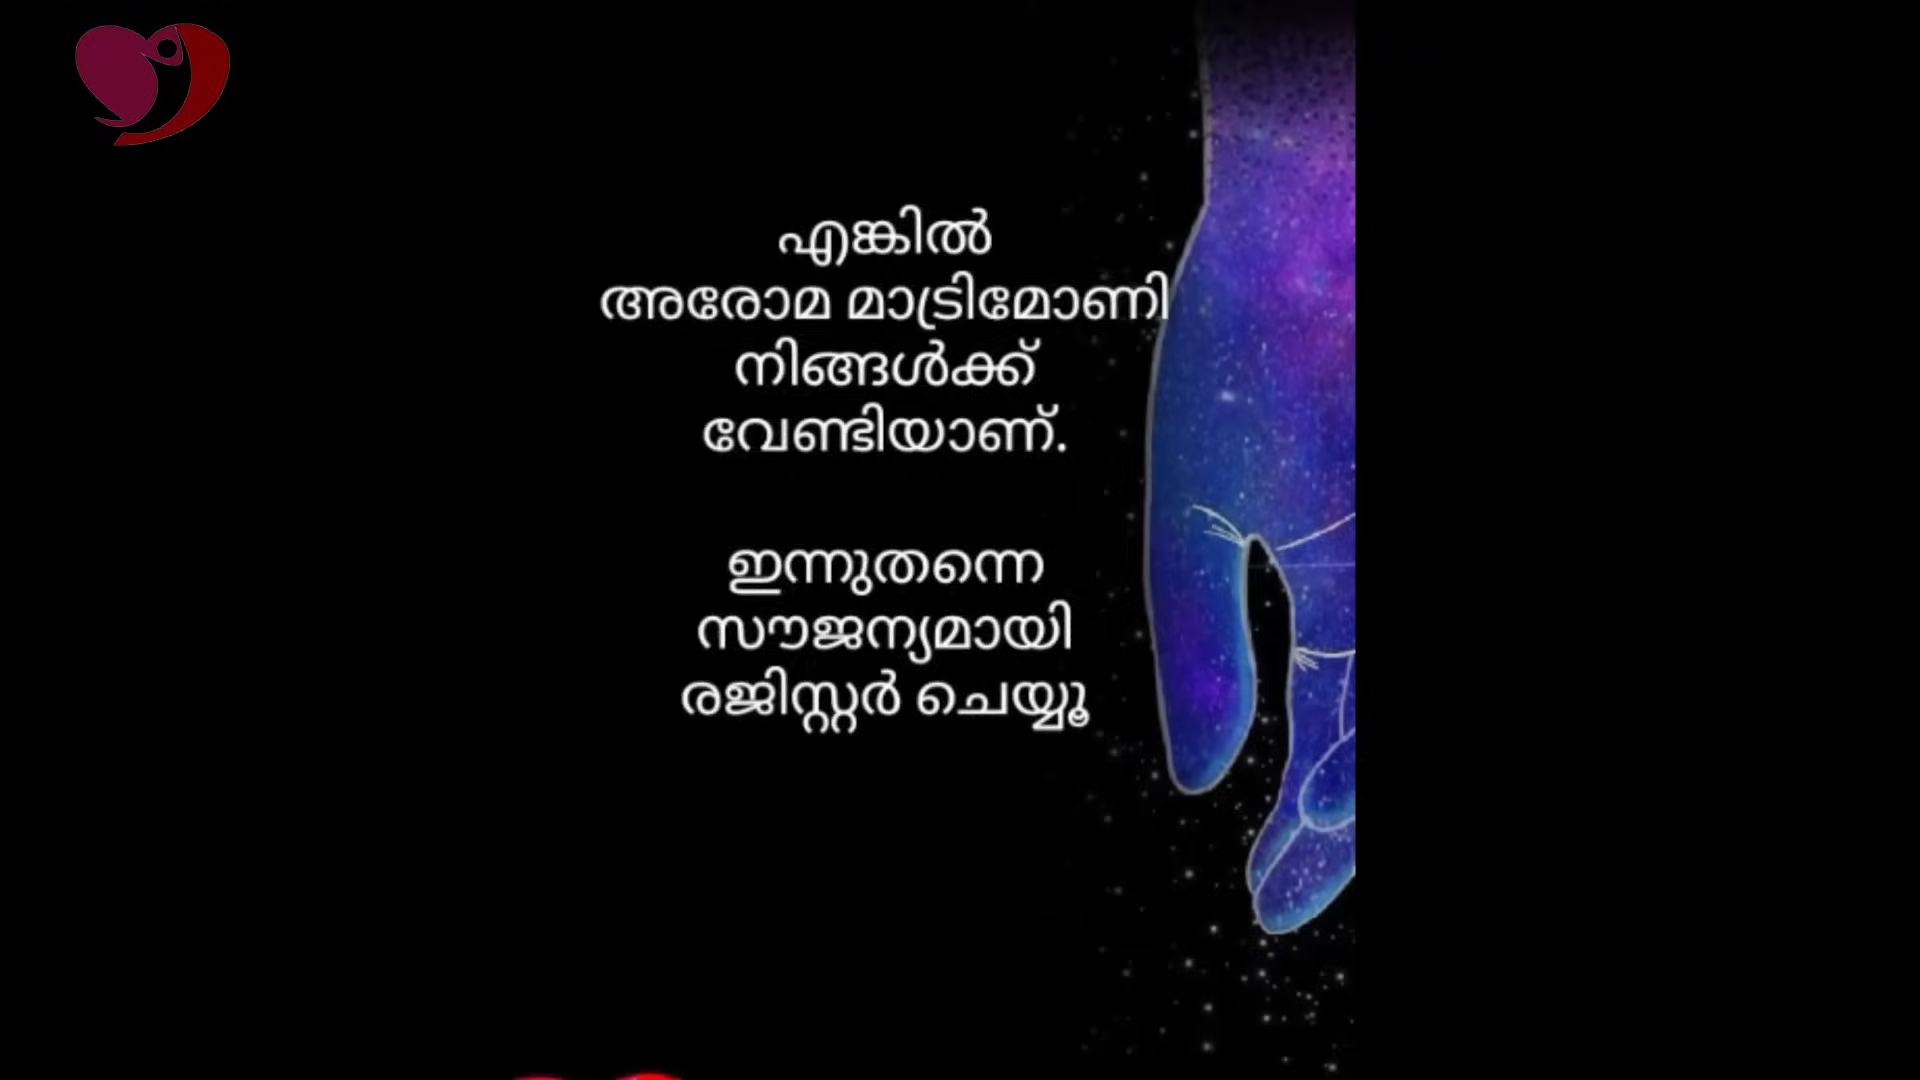 എങ്കിൽ
അരോമ മാട്രിമോണി
നിങ്ങൾക്ക്
വേണ്ടിയാണ്.
ഇന്നുതന്നെ
സൗജന്യമായി
രജിസ്റ്റർ ചെയ്യൂ